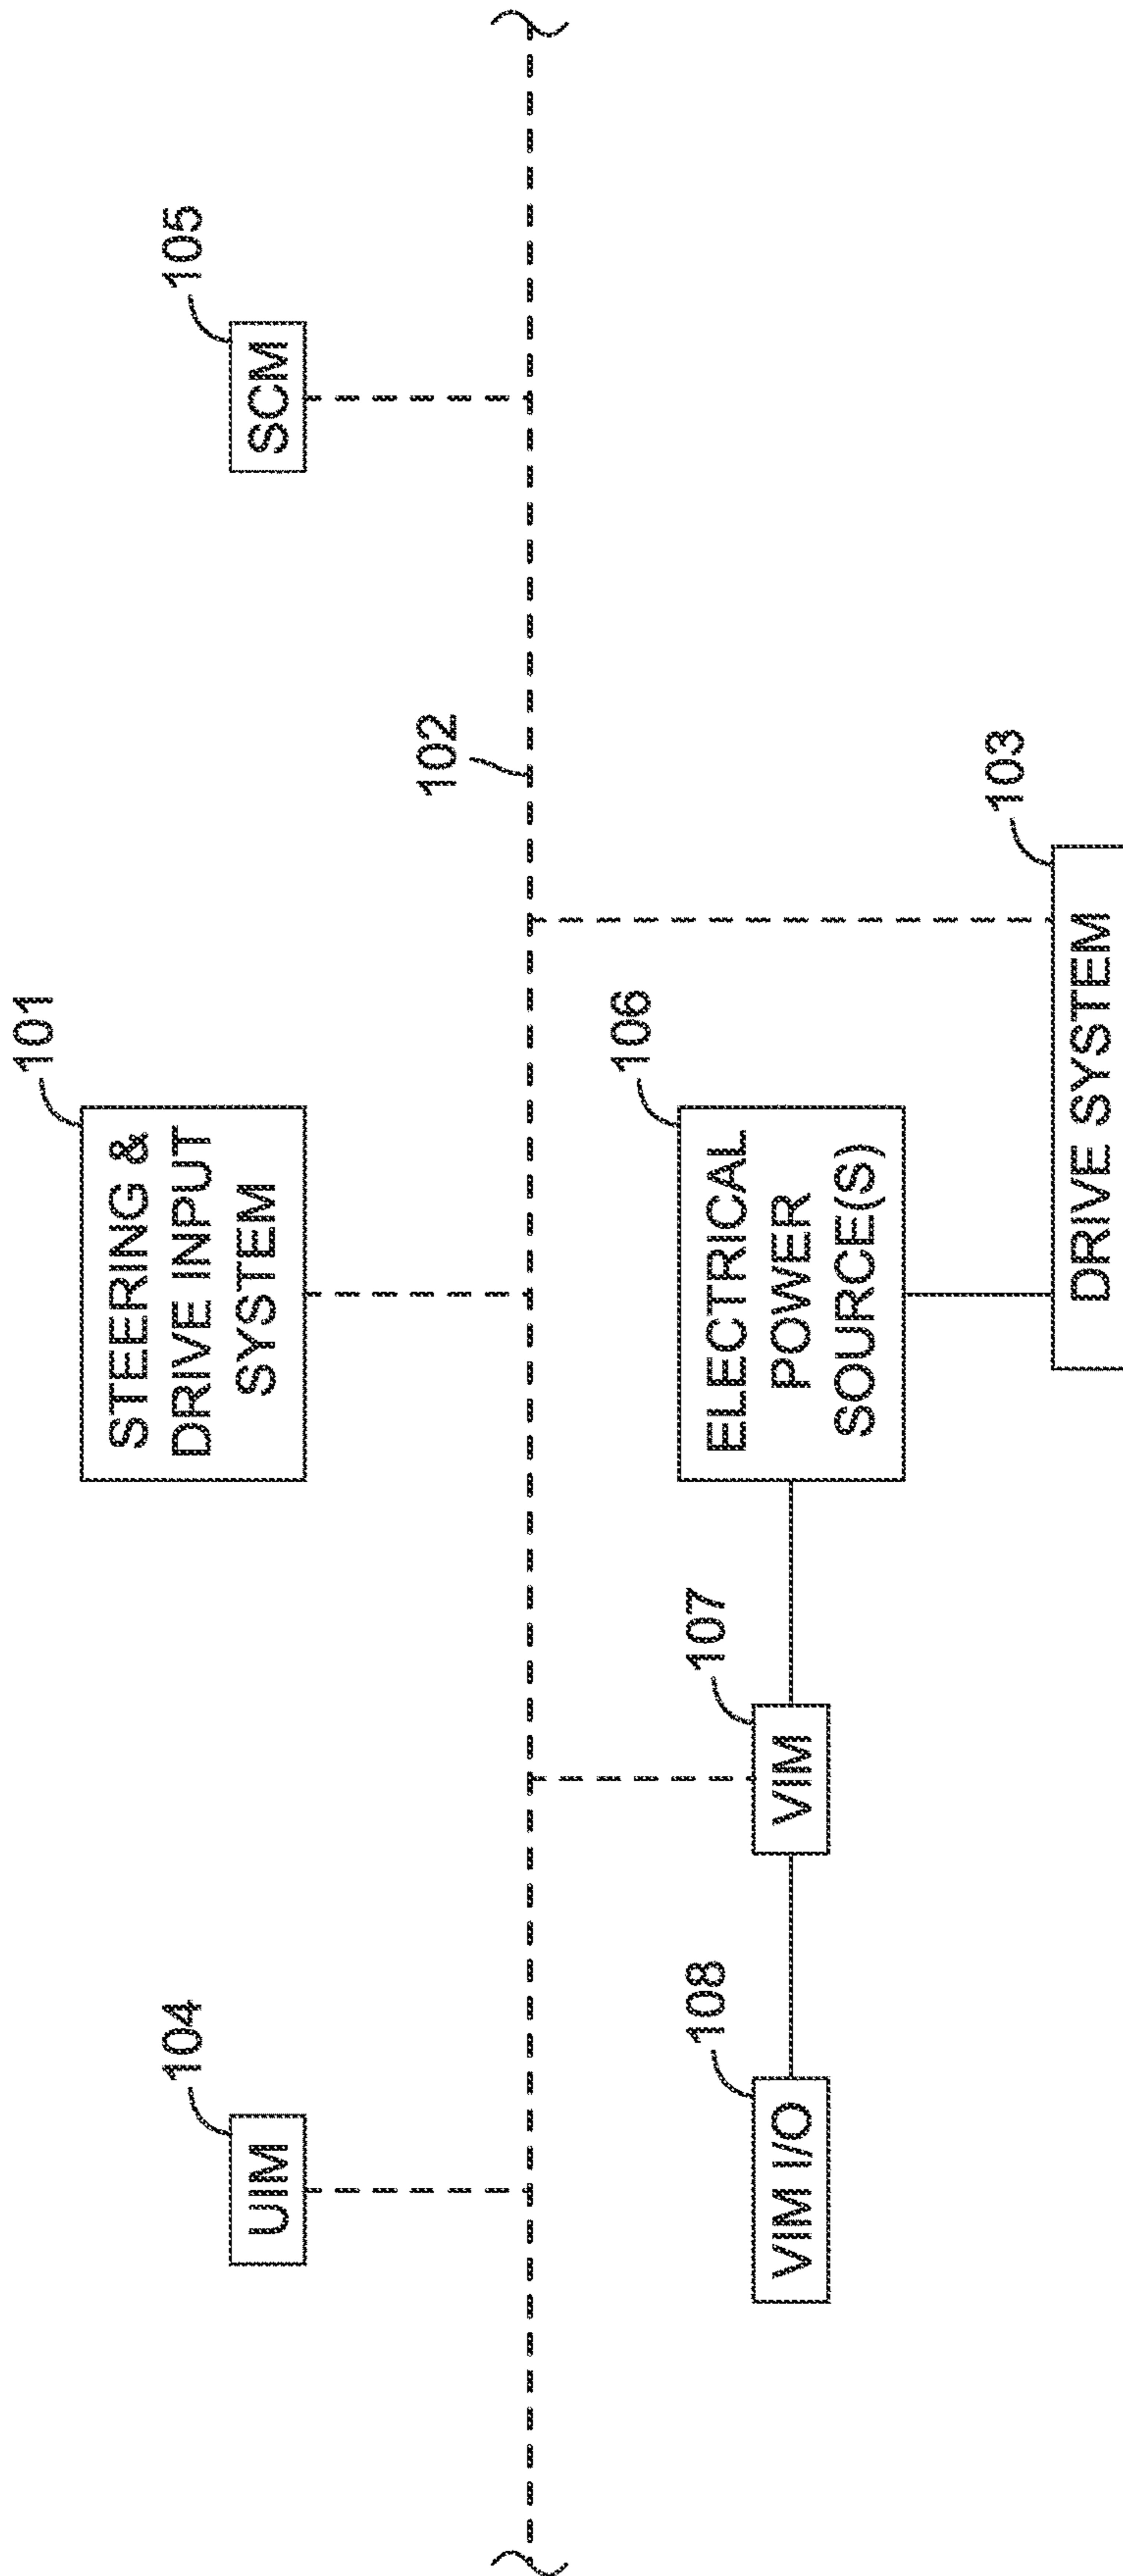 101
STEERING &
DRIVE INPUT
SYSTEM
104
UIM
105
SCM
102
106
ELECTRICAL
POWER
SOURCE(S)
108
VIM I/O
107
VIM
103
DRIVE SYSTEM